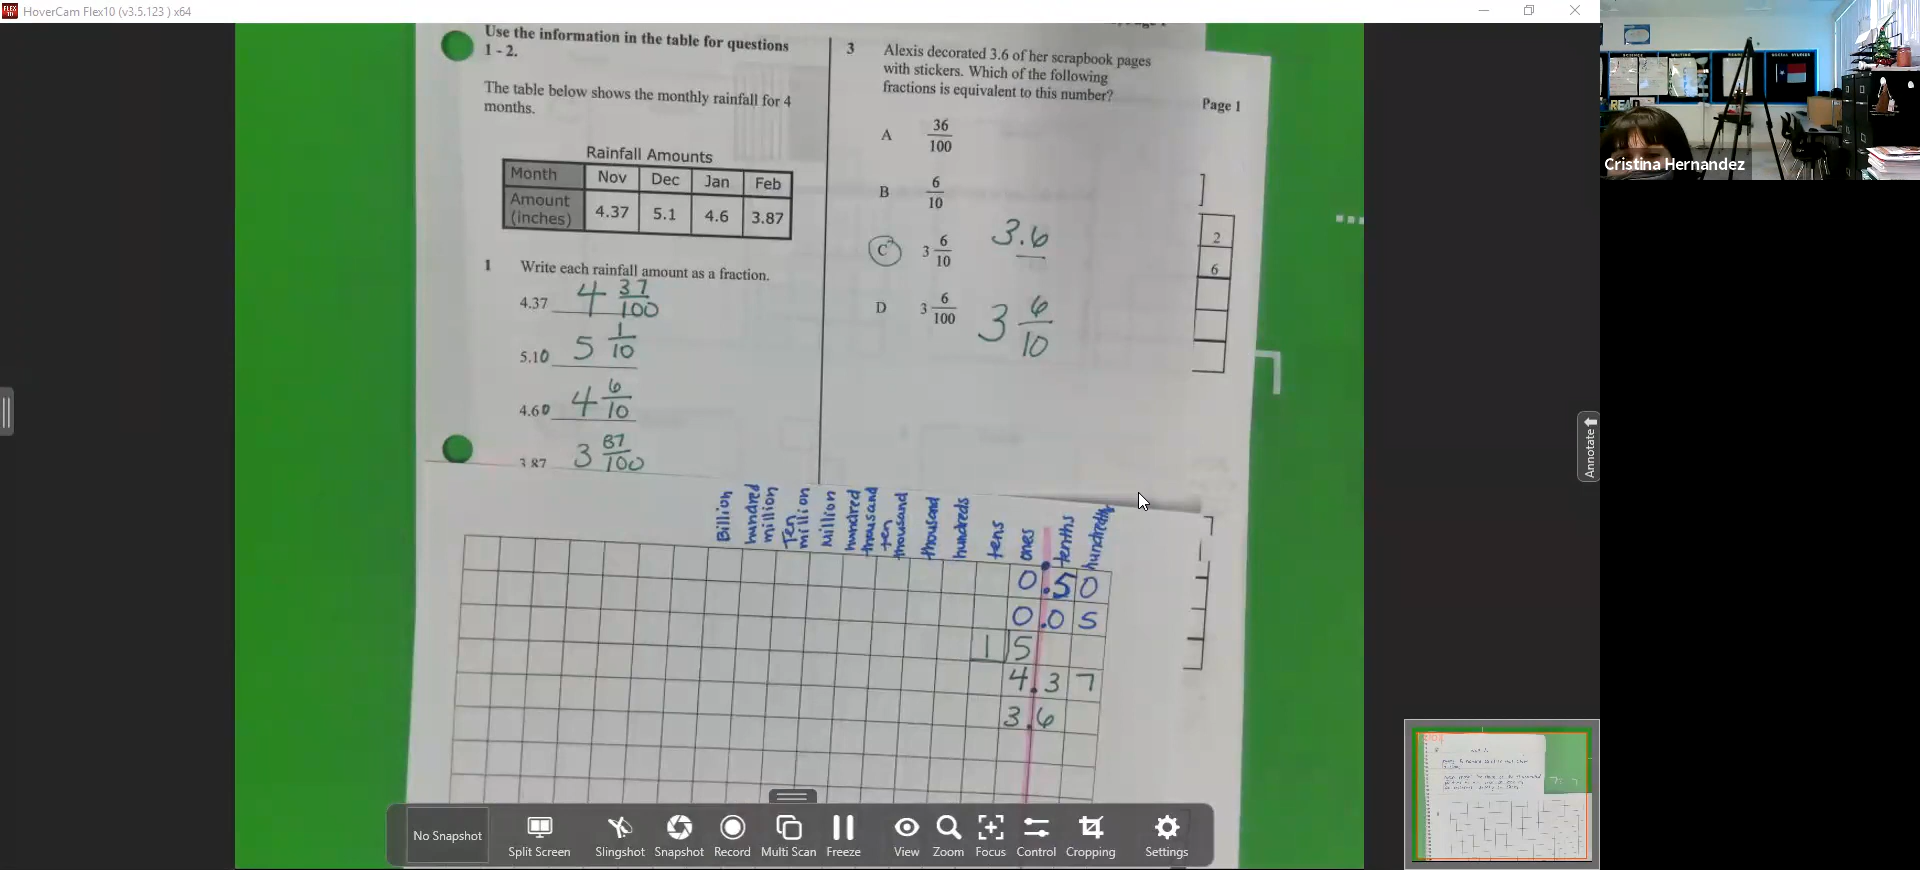 HoverCam Flex10 (v3.5.123 ) x64
Use the information in the table for questions
1 - 2.
The table below shows the monthly rainfall for 4
months.
Rainfall Amounts
Month Nov Dec Jan Feb
Amount
(inches) 4.37 5.1 4.6 3.87
1 Write each rainfall amount as a fraction.
4.37 4 37/100
5.10 5 1/10
4.60 4 6/10
3.87 3 87/100
3 Alexis decorated 3.6 of her scrapbook pages
with stickers. Which of the following
fractions is equivalent to this number?
A 36/100
B 6/10
C 3 6/10
D 3 6/100
3.6
3 6/10
Page 1
2
6
Billion
hundred million
Ten million
Million
hundred thousand
ten thousand
thousand
hundreds
tens
ones
tenths
hundredths
0.50
0.05
15
4.37
3.6
READ
Cristina Hernandez
Annotate
No Snapshot
Split Screen
Slingshot
Snapshot
Record
Multi Scan
Freeze
View
Zoom
Focus
Control
Cropping
Settings